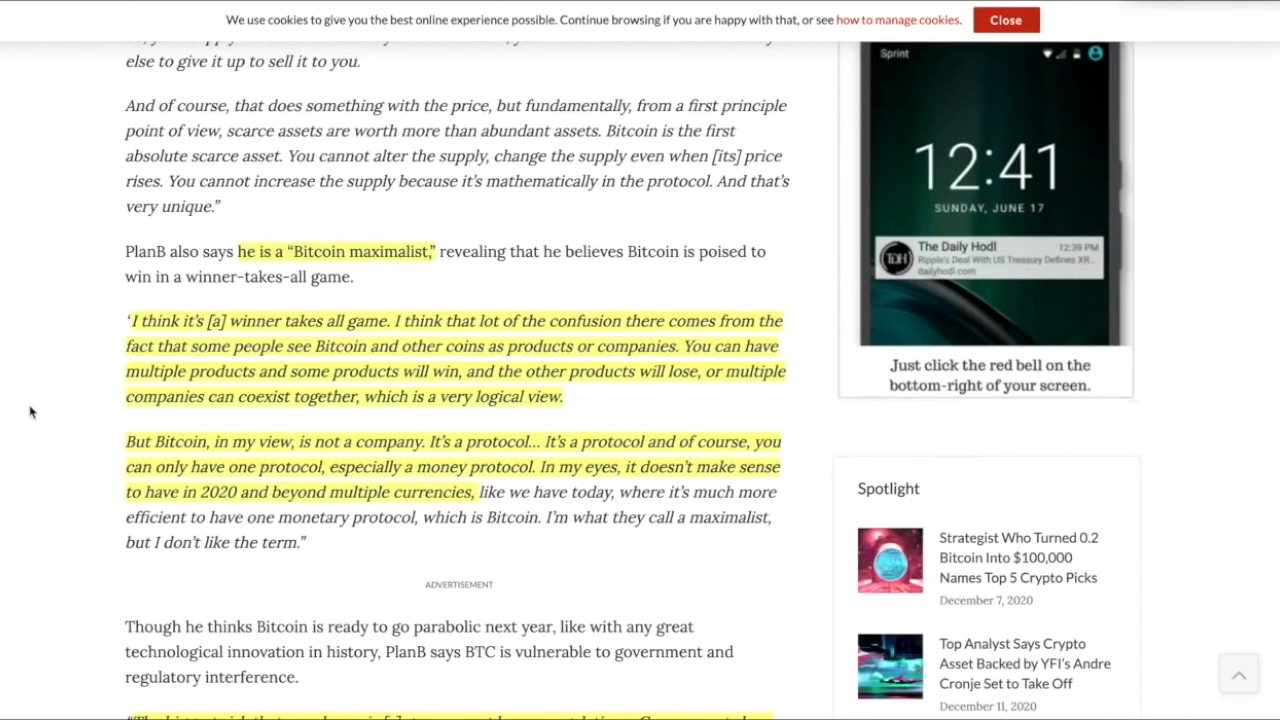 We use cookies to give you the best online experience possible. Continue browsing if you are happy with that, or see how to manage cookies. Close
else to give it up to sell it to you.
And of course, that does something with the price, but fundamentally, from a first principle
point of view, scarce assets are worth more than abundant assets. Bitcoin is the first
absolute scarce asset. You cannot alter the supply, change the supply even when [its] price
rises. You cannot increase the supply because it’s mathematically in the protocol. And that’s
very unique.”
PlanB also says he is a “Bitcoin maximalist,” revealing that he believes Bitcoin is poised to
win in a winner-takes-all game.
‘I think it’s [a] winner takes all game. I think that lot of the confusion there comes from the
fact that some people see Bitcoin and other coins as products or companies. You can have
multiple products and some products will win, and the other products will lose, or multiple
companies can coexist together, which is a very logical view.
But Bitcoin, in my view, is not a company. It’s a protocol… It’s a protocol and of course, you
can only have one protocol, especially a money protocol. In my eyes, it doesn’t make sense
to have in 2020 and beyond multiple currencies, like we have today, where it’s much more
efficient to have one monetary protocol, which is Bitcoin. I’m what they call a maximalist,
but I don’t like the term.”
ADVERTISEMENT
Though he thinks Bitcoin is ready to go parabolic next year, like with any great
technological innovation in history, PlanB says BTC is vulnerable to government and
regulatory interference.
Sprint
12:41
SUNDAY, JUNE 17
TDH
The Daily Hodl 12:39 PM
Ripple's Deal With US Treasury Defines XR...
dailyhodl.com
Just click the red bell on the
bottom-right of your screen.
Spotlight
Strategist Who Turned 0.2
Bitcoin Into $100,000
Names Top 5 Crypto Picks
December 7, 2020
Top Analyst Says Crypto
Asset Backed by YFI’s Andre
Cronje Set to Take Off
December 11, 2020